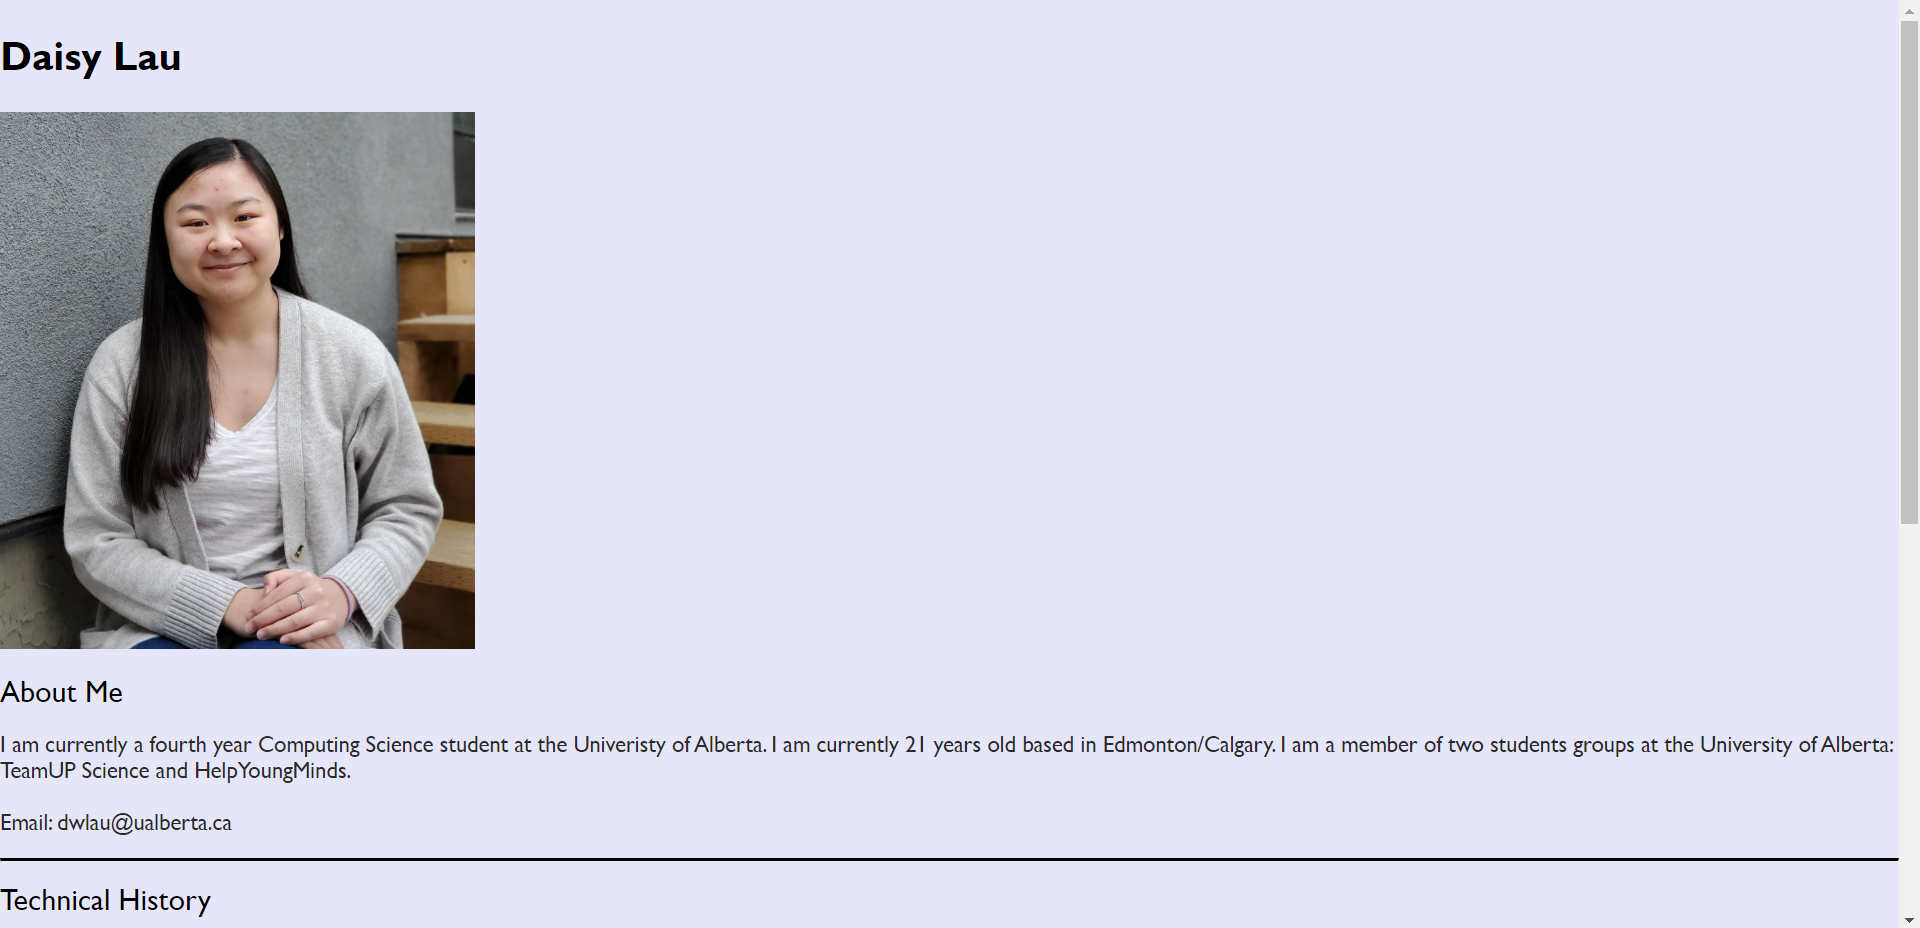 Daisy Lau
About Me
I am currently a fourth year Computing Science student at the Univeristy of Alberta. I am currently 21 years old based in Edmonton/Calgary. I am a member of two students groups at the University of Alberta:
TeamUP Science and HelpYoungMinds.
Email: dwlau@ualberta.ca
Technical History